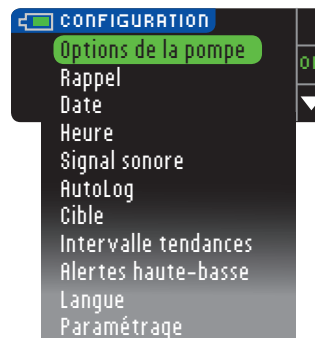 CONFIGURATION
Options de la pompe
Rappel
Date
Heure
Signal sonore
AutoLog
Cible
Intervalle tendances
Alertes haute-basse
Langue
Paramétrage